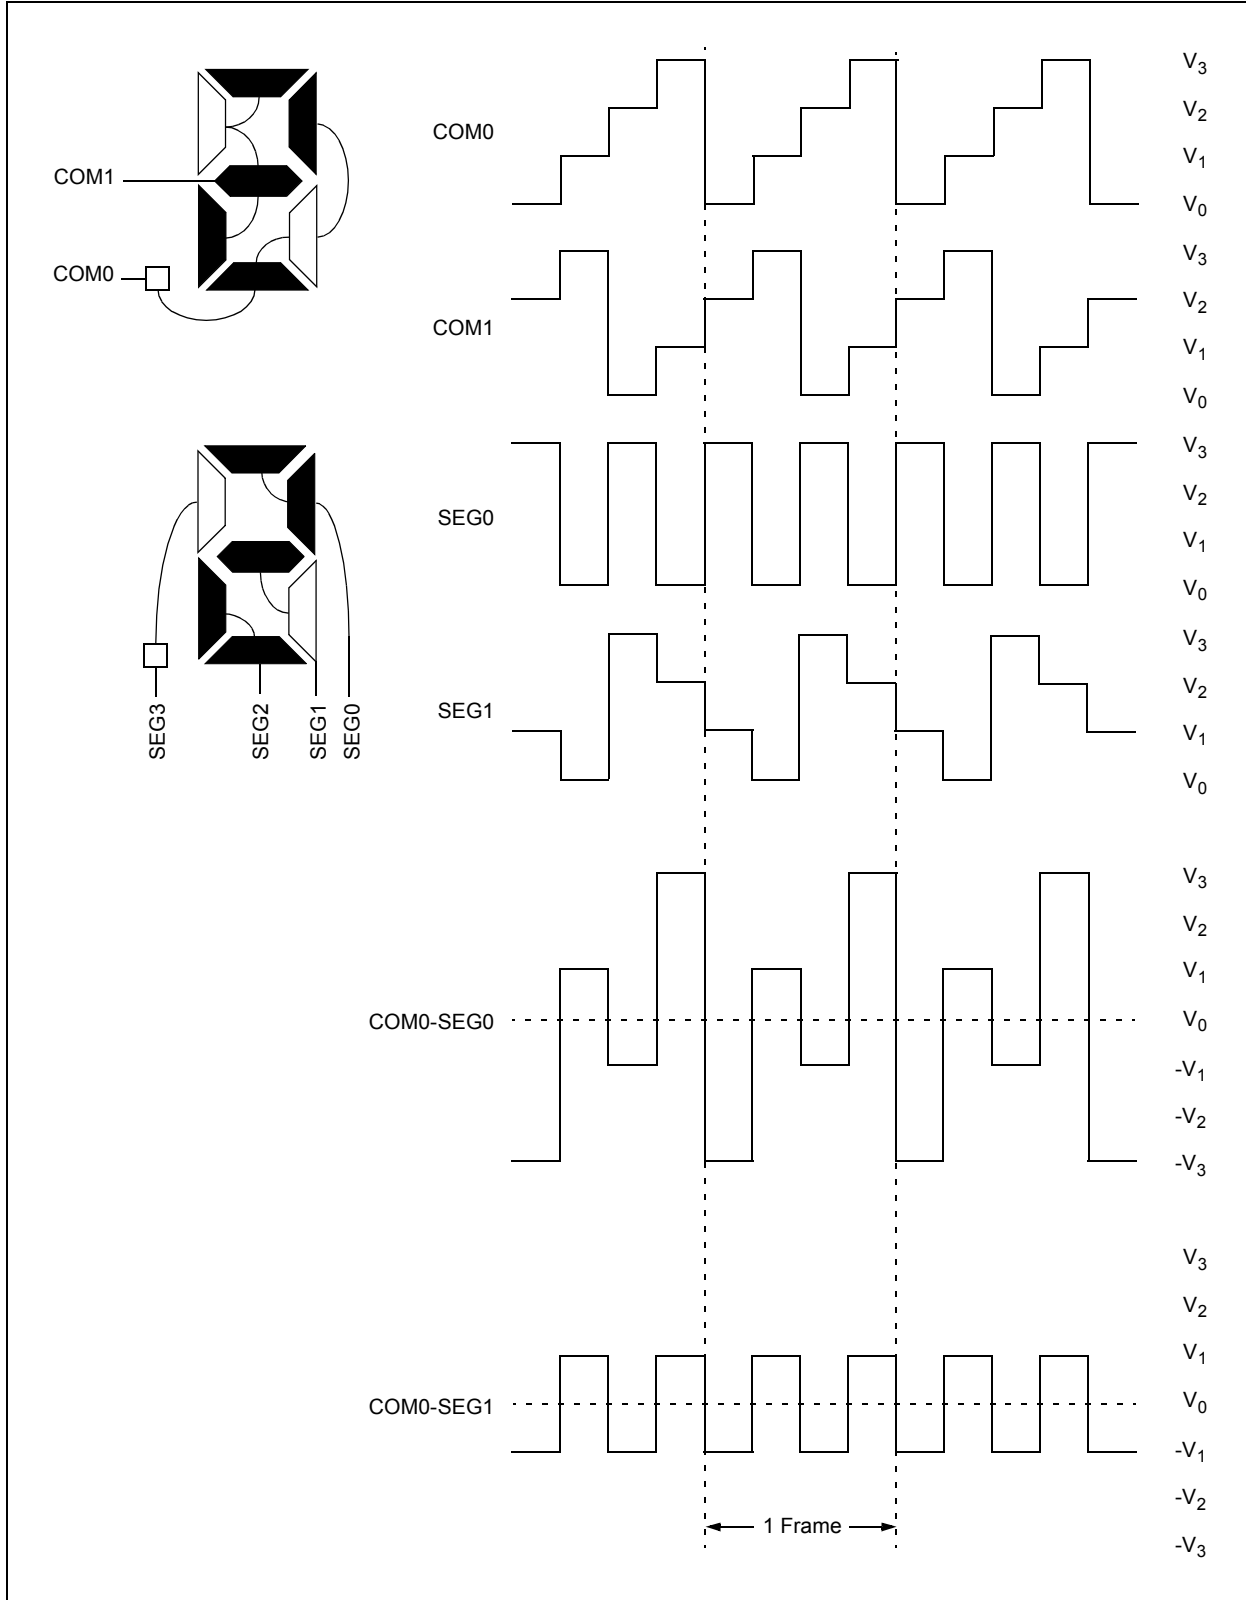 COM1
COM0
SEG3
SEG2
SEG1
SEG0
COM0
V3
V2
V1
V0
COM1
V3
V2
V1
V0
SEG0
V3
V2
V1
V0
SEG1
V3
V2
V1
V0
COM0-SEG0
V3
V2
V1
V0
-V1
-V2
-V3
COM0-SEG1
V3
V2
V1
V0
-V1
-V2
-V3
1 Frame